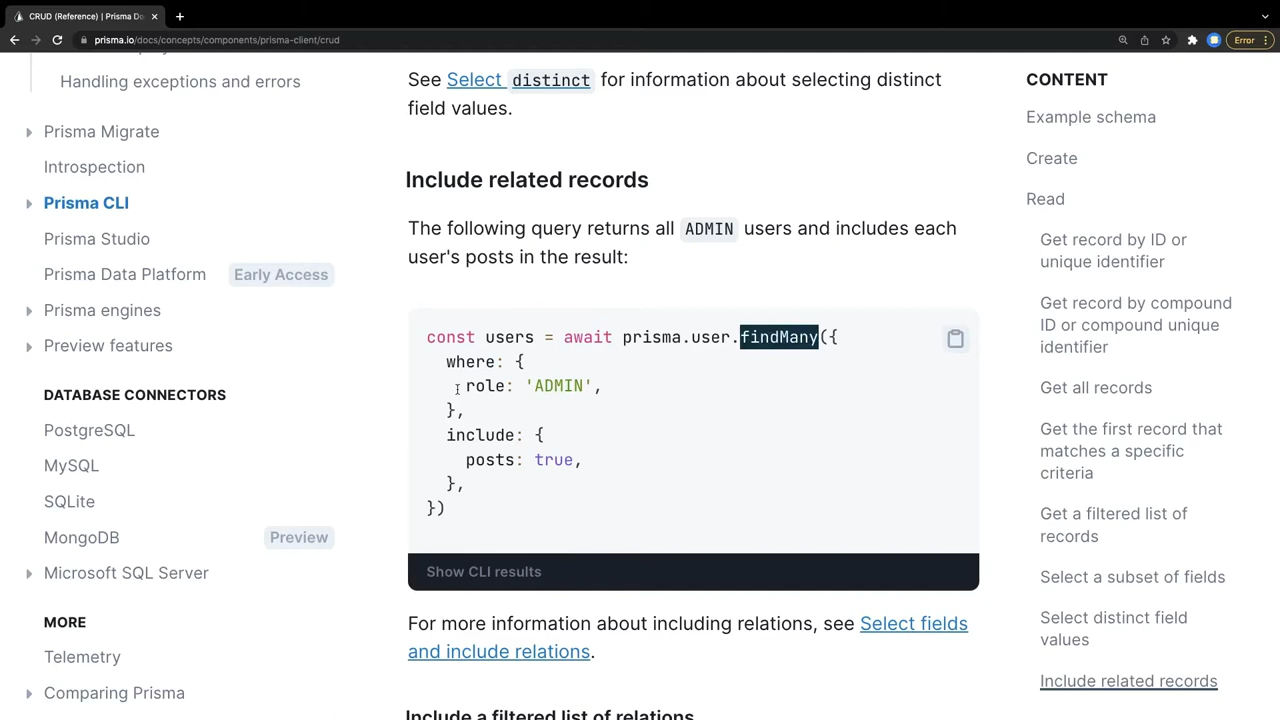 CRUD (Reference) | Prisma Do
Error
prisma.io/docs/concepts/components/prisma-client/crud
Handling exceptions and errors
Prisma Migrate
Introspection
Prisma CLI
Prisma Studio
Prisma Data Platform Early Access
Prisma engines
Preview features
DATABASE CONNECTORS
PostgreSQL
MySQL
SQLite
MongoDB Preview
Microsoft SQL Server
MORE
Telemetry
Comparing Prisma
See Select distinct for information about selecting distinct
field values.
Include related records
The following query returns all ADMIN users and includes each
user's posts in the result:
const users = await prisma.user.findMany({
where: {
role: 'ADMIN',
},
include: {
posts: true,
},
})
Show CLI results
For more information about including relations, see Select fields
and include relations.
Include a filtered list of relations
CONTENT
Example schema
Create
Read
Get record by ID or
unique identifier
Get record by compound
ID or compound unique
identifier
Get all records
Get the first record that
matches a specific
criteria
Get a filtered list of
records
Select a subset of fields
Select distinct field
values
Include related records